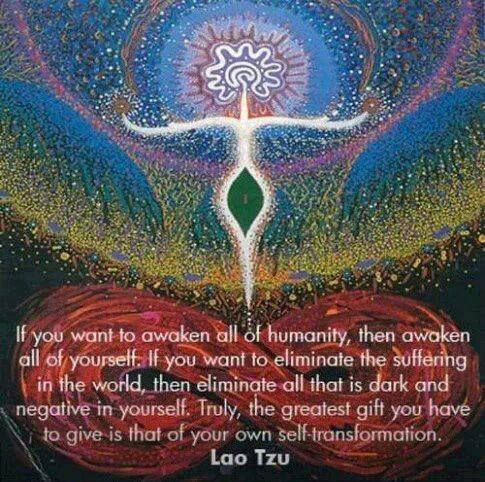 If you want to awaken all of humanity, then awaken
all of yourself. If you want to eliminate the suffering
in the world, then eliminate all that is dark and
negative in yourself. Truly, the greatest gift you have
to give is that of your own self-transformation.
Lao Tzu